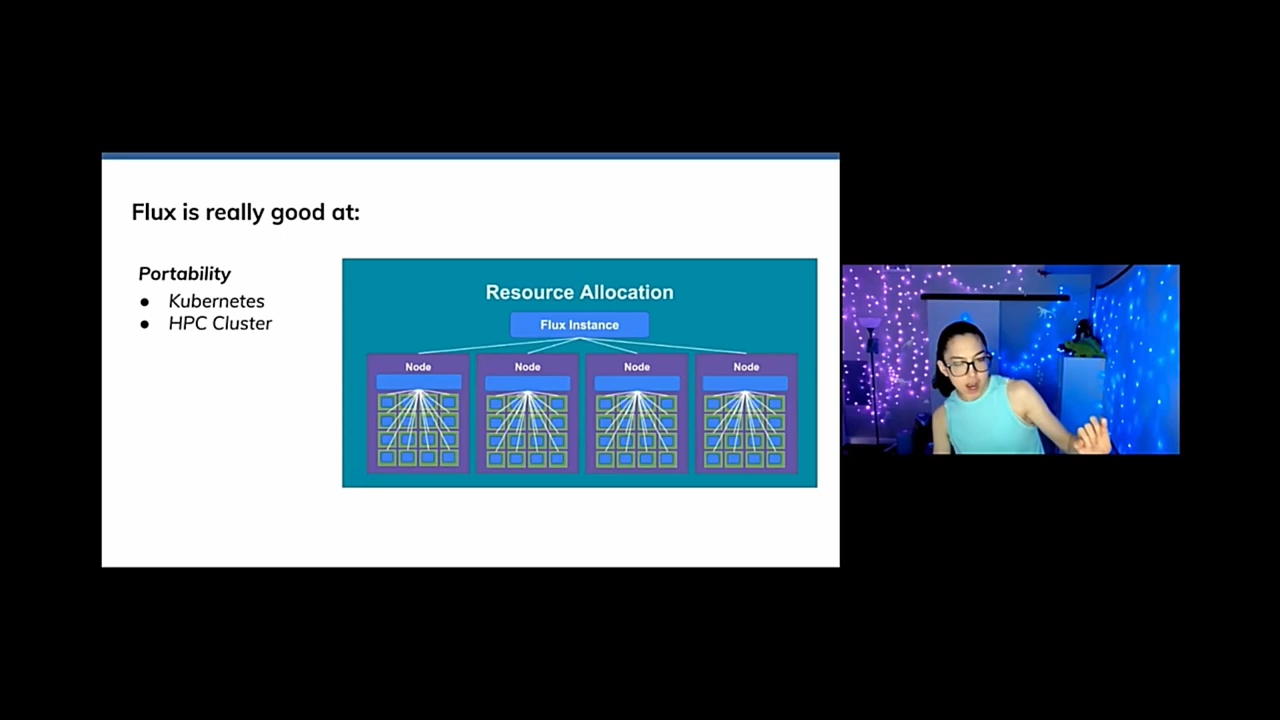 Flux is really good at:
Portability
● Kubernetes
● HPC Cluster
Resource Allocation
Flux Instance
Node Node Node Node